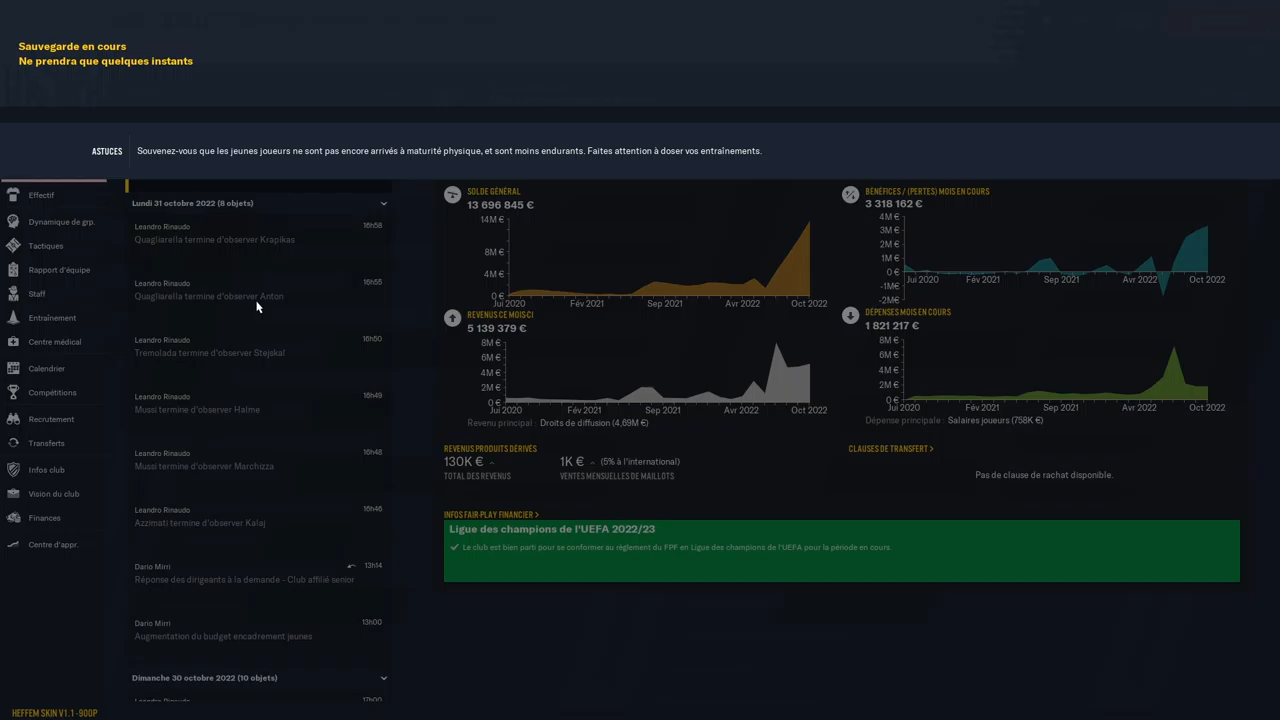 Sauvegarde en cours
Ne prendra que quelques instants
ASTUCES
Souvenez-vous que les jeunes joueurs ne sont pas encore arrivés à maturité physique, et sont moins endurants. Faites attention à doser vos entraînements.
Effectif
Dynamique de grp.
Tactiques
Rapport d'équipe
Staff
Entraînement
Centre médical
Calendrier
Compétitions
Recrutement
Transferts
Infos club
Vision du club
Finances
Centre d'appr.
HEFFEM SKIN V1.1 - 900P
Lundi 31 octobre 2022 (8 objets)
Leandro Rinaudo 16h58
Quagliarella termine d'observer Krapikas
Leandro Rinaudo 16h55
Quagliarella termine d'observer Anton
Leandro Rinaudo 16h50
Tremolada termine d'observer Stejskal
Leandro Rinaudo 16h49
Mussi termine d'observer Halme
Leandro Rinaudo 16h48
Mussi termine d'observer Marchizza
Leandro Rinaudo 16h46
Azzimati termine d'observer Kalaj
Dario Mirri 13h14
Réponse des dirigeants à la demande - Club affilié senior
Dario Mirri 13h00
Augmentation du budget encadrement jeunes
Dimanche 30 octobre 2022 (10 objets)
Leandro Rinaudo 17h00
SOLDE GÉNÉRAL
13 696 845 €
14M €
8M €
4M €
0 €
Jui 2020 Fév 2021 Sep 2021 Avr 2022 Oct 2022
REVENUS CE MOIS-CI
5 139 379 €
8M €
6M €
4M €
2M €
0 €
Jui 2020 Fév 2021 Sep 2021 Avr 2022 Oct 2022
Revenu principal : Droits de diffusion (4,69M €)
BÉNÉFICES / (PERTES) MOIS EN COURS
3 318 162 €
4M €
3M €
2M €
1M €
0 €
-1M €
-2M €
Jui 2020 Fév 2021 Sep 2021 Avr 2022 Oct 2022
DÉPENSES MOIS EN COURS
1 821 217 €
8M €
6M €
4M €
2M €
0 €
Jui 2020 Fév 2021 Sep 2021 Avr 2022 Oct 2022
Dépense principale : Salaires joueurs (758K €)
REVENUS PRODUITS DÉRIVÉS
130K € 1K € (5% à l'international)
TOTAL DES REVENUS VENTES MENSUELLES DE MAILLOTS
CLAUSES DE TRANSFERT >
Pas de clause de rachat disponible.
INFOS FAIR-PLAY FINANCIER >
Ligue des champions de l'UEFA 2022/23
Le club est bien parti pour se conformer au règlement du FPF en Ligue des champions de l'UEFA pour la période en cours.